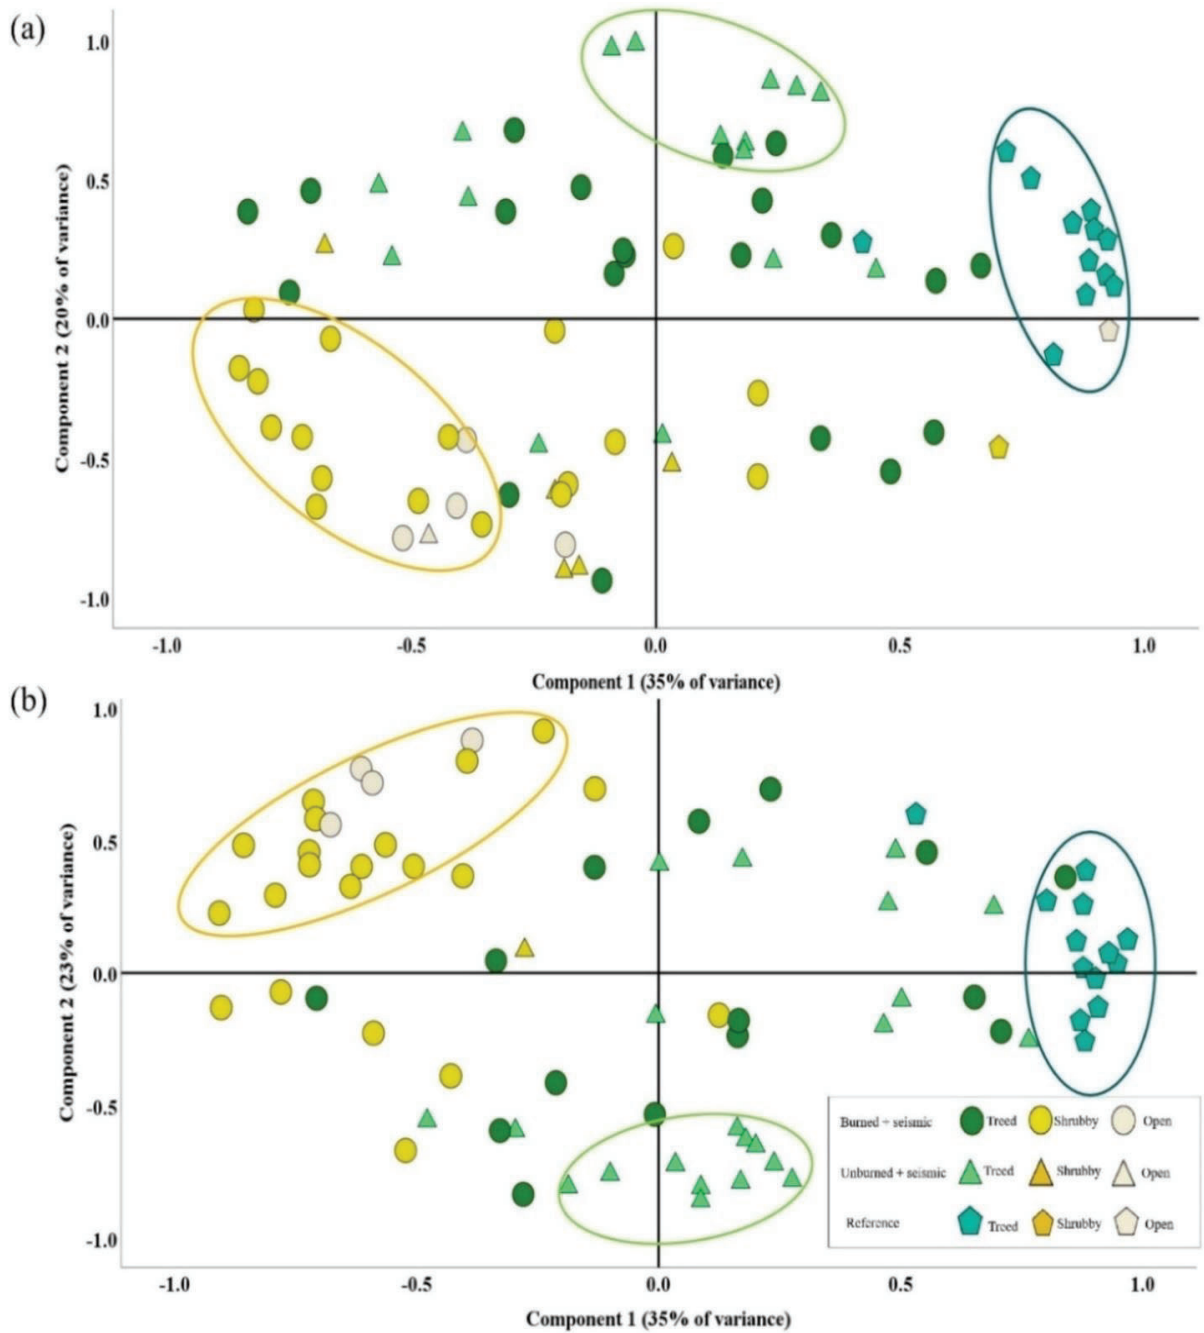 (a)
1.0
0.5
0.0
-0.5
-1.0
Component 2 (20% of variance)
-1.0 -0.5 0.0 0.5 1.0
Component 1 (35% of variance)
(b)
1.0
0.5
0.0
-0.5
-1.0
Component 2 (23% of variance)
Burned + seismic Treed Shrubby Open
Unburned + seismic Treed Shrubby Open
Reference Treed Shrubby Open
-1.0 -0.5 0.0 0.5 1.0
Component 1 (35% of variance)